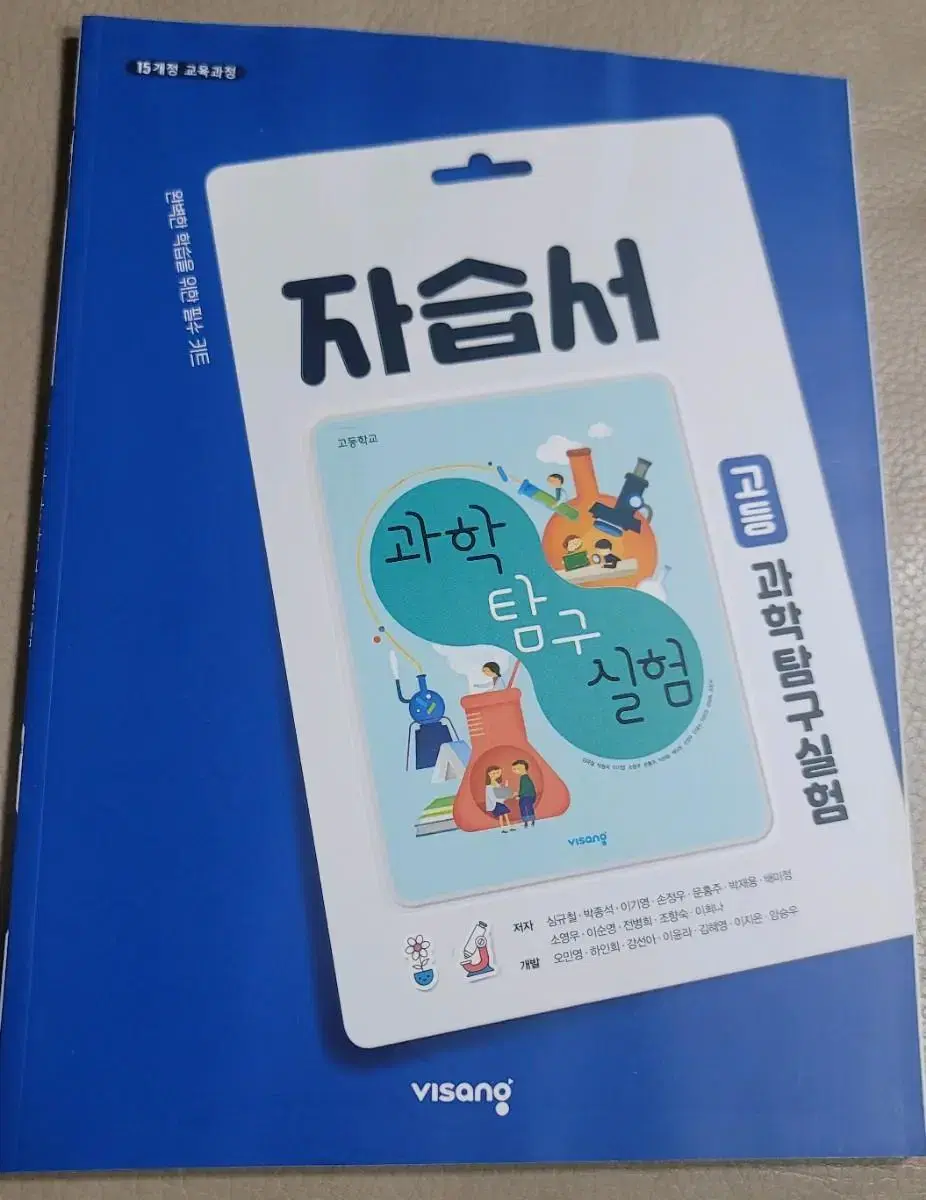 15개정 교육과정
완벽한 학습을 위한 필수 키트
자습서
고등학교
과학
탐구
실험
visang
고등 과학탐구실험
저자 심규철·박종석·이기영·손정우·문홍주·박재용·배미정
소영무·이순영·전병희·조향숙·이희나
개발 오민영·하인희·강선아·이윤라·김혜영·이지은·양승우
visang